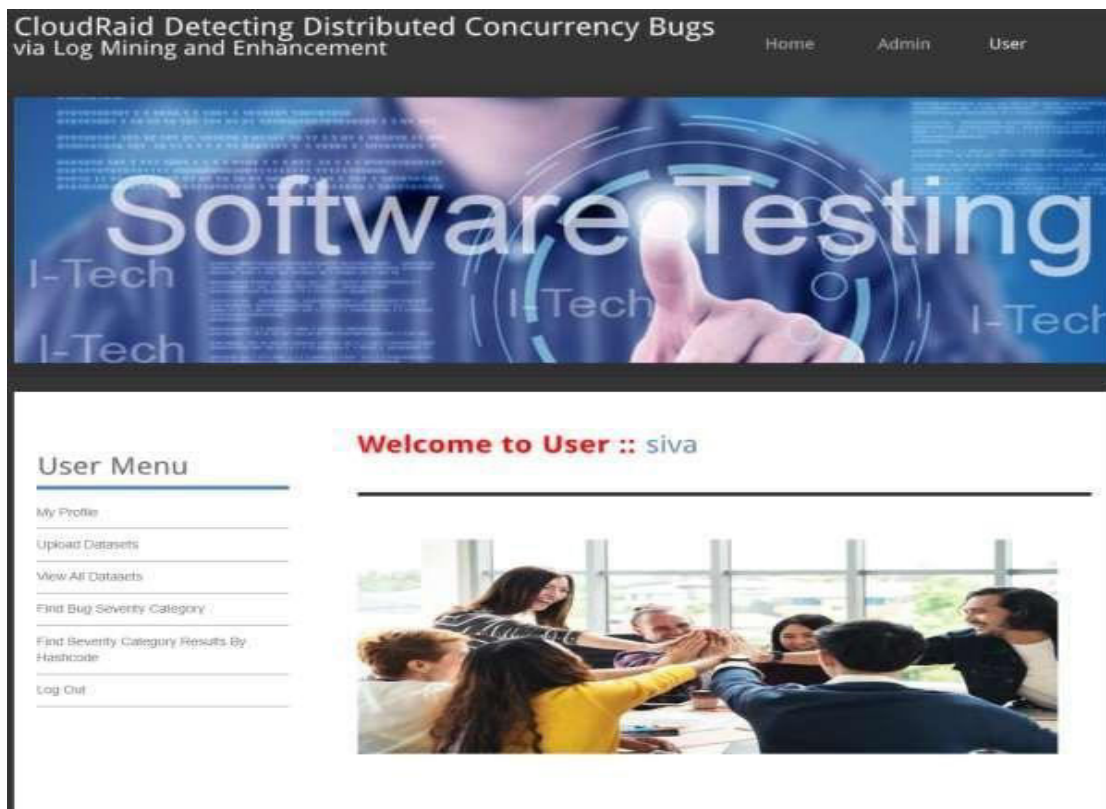 CloudRaid Detecting Distributed Concurrency Bugs
via Log Mining and Enhancement
Home
Admin
User
Software Testing
I-Tech
I-Tech
I-Tech
I-Tech
Welcome to User :: siva
User Menu
My Profile
Upload Datasets
View All Datasets
Find Bug Severity Category
Find Severity Category Results By
Hashcode
Log Out